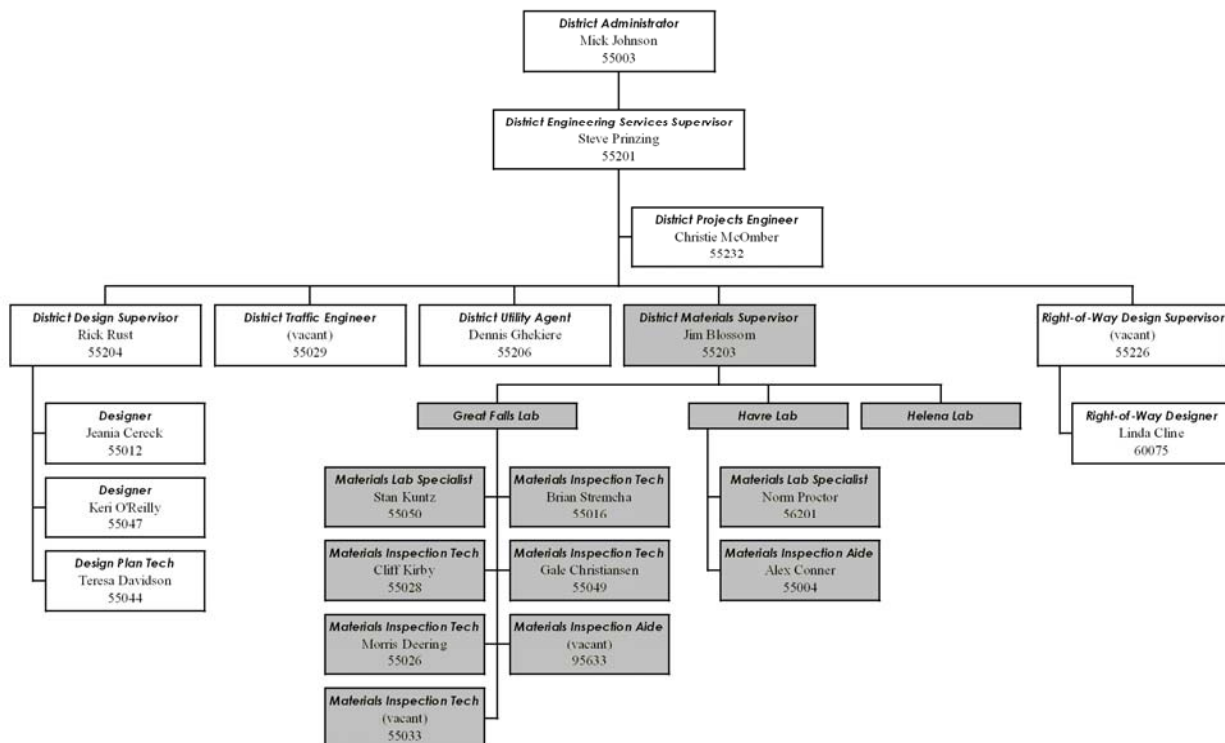 District Administrator
Mick Johnson
55003
District Engineering Services Supervisor
Steve Prinzing
55201
District Projects Engineer
Christie McOmber
55232
District Design Supervisor
Rick Rust
55204
District Traffic Engineer
(vacant)
55029
District Utility Agent
Dennis Ghekiere
55206
District Materials Supervisor
Jim Blossom
55203
Right-of-Way Design Supervisor
(vacant)
55226
Designer
Jeania Cereck
55012
Designer
Keri O'Reilly
55047
Design Plan Tech
Teresa Davidson
55044
Great Falls Lab
Materials Lab Specialist
Stan Kuntz
55050
Materials Inspection Tech
Brian Stremcha
55016
Materials Inspection Tech
Cliff Kirby
55028
Materials Inspection Tech
Gale Christiansen
55049
Materials Inspection Tech
Morris Deering
55026
Materials Inspection Aide
(vacant)
95633
Materials Inspection Tech
(vacant)
55033
Havre Lab
Materials Lab Specialist
Norm Proctor
56201
Materials Inspection Aide
Alex Conner
55004
Helena Lab
Right-of-Way Designer
Linda Cline
60075